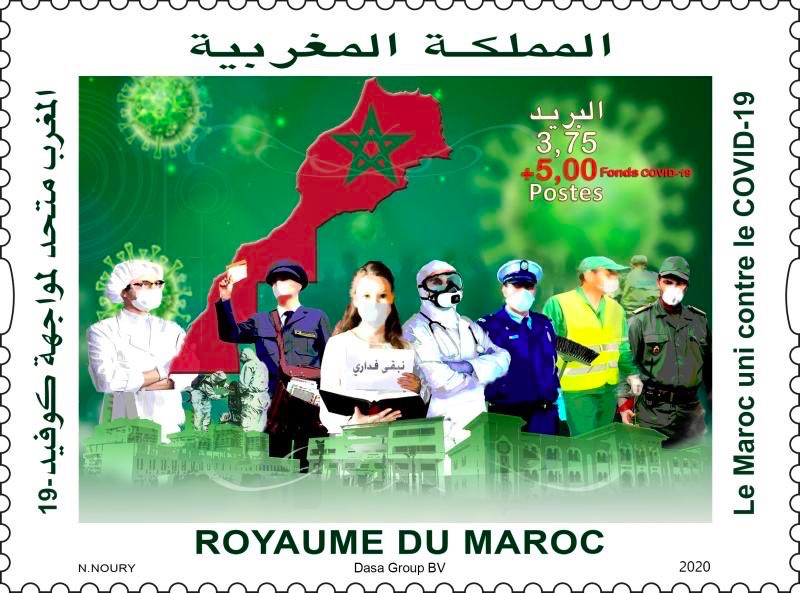 المملكة المغربية
المغرب متحد لمواجهة كوفيد-19
البريد
3,75
+5,00 Fonds COVID-19
Postes
نبقى فداري
Le Maroc uni contre le COVID-19
ROYAUME DU MAROC
N.NOURY
Dasa Group BV
2020